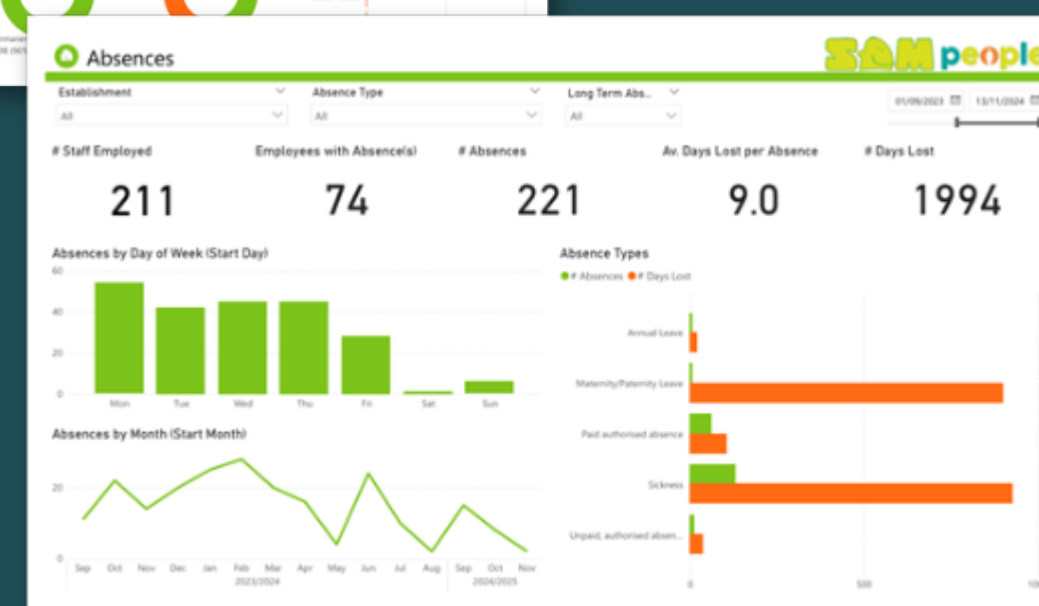 Absences
SAM people
Establishment
Absence Type
Long Term Abs...
All
All
All
01/09/2023
13/11/2024
# Staff Employed
Employees with Absence(s)
# Absences
Av. Days Lost per Absence
# Days Lost
211
74
221
9.0
1994
Absences by Day of Week (Start Day)
60
40
20
0
Mon Tue Wed Thu Fri Sat Sun
Absences by Month (Start Month)
20
0
Sep Oct Nov Dec Jan Feb Mar Apr May Jun Jul Aug Sep Oct Nov
2023/2024 2024/2025
Absence Types
# Absences # Days Lost
Annual Leave
Maternity/Paternity Leave
Paid authorised absence
Sickness
Unpaid, authorised absen...
0 500